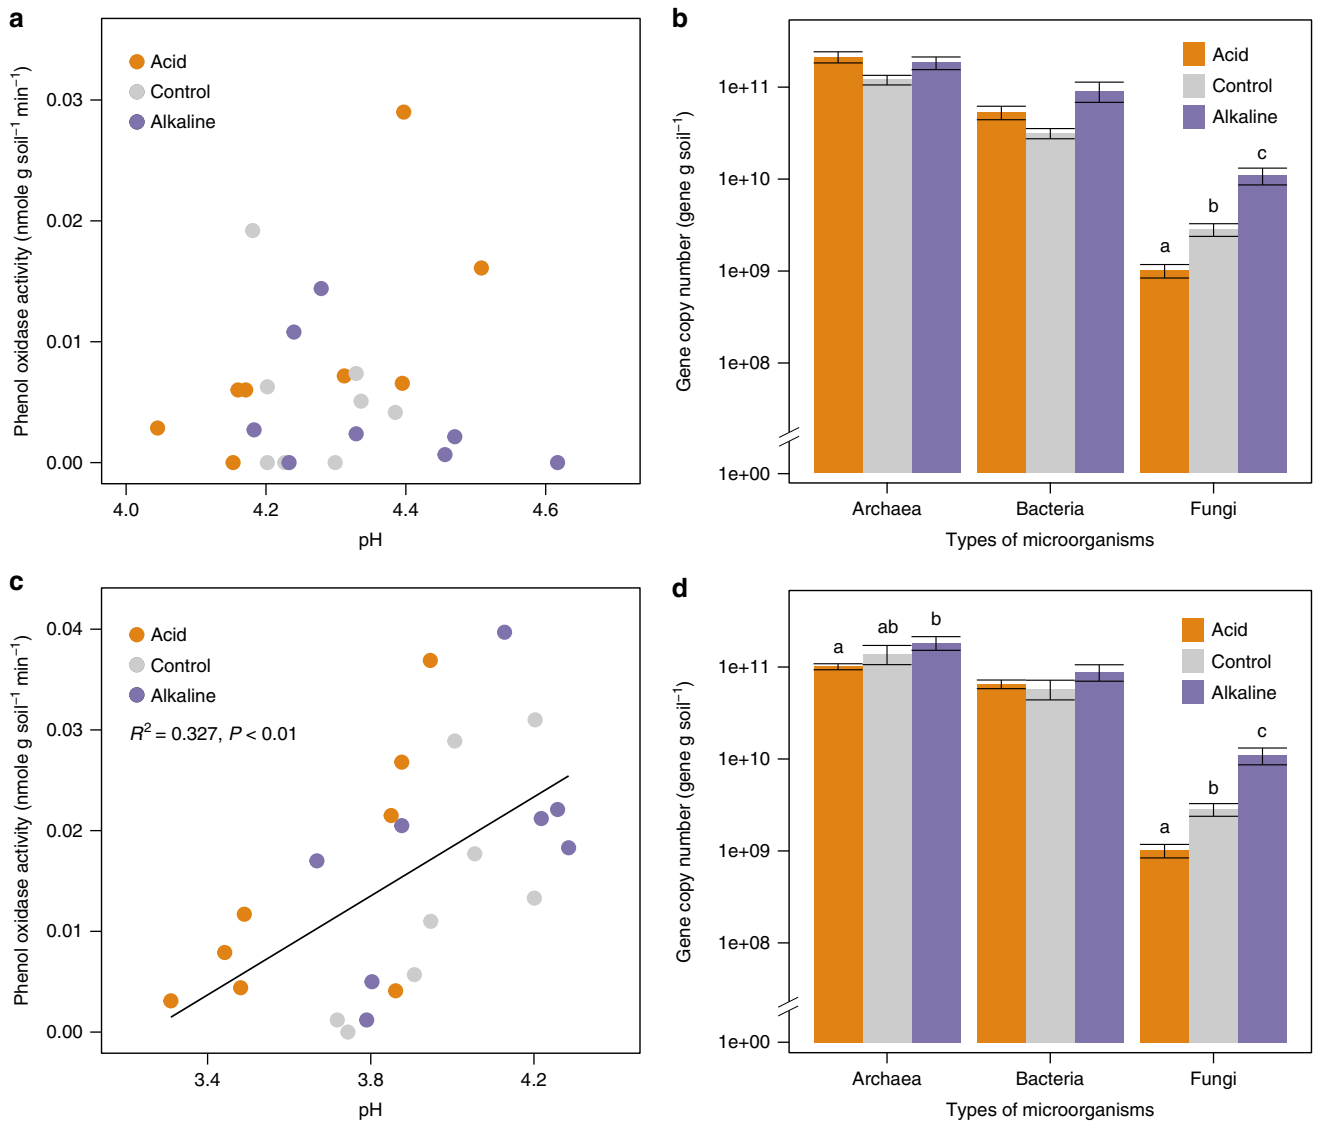 a
Phenol oxidase activity (nmole g soil⁻¹ min⁻¹)
0.03
0.02
0.01
0.00
Acid
Control
Alkaline
4.0 4.2 4.4 4.6
pH
b
Gene copy number (gene g soil⁻¹)
1e+11
1e+10
1e+09
1e+08
1e+00
Acid
Control
Alkaline
a b c
Archaea Bacteria Fungi
Types of microorganisms
c
Phenol oxidase activity (nmole g soil⁻¹ min⁻¹)
0.04
0.03
0.02
0.01
0.00
Acid
Control
Alkaline
R² = 0.327, P < 0.01
3.4 3.8 4.2
pH
d
Gene copy number (gene g soil⁻¹)
1e+11
1e+10
1e+09
1e+08
1e+00
a ab b
Acid
Control
Alkaline
a b c
Archaea Bacteria Fungi
Types of microorganisms